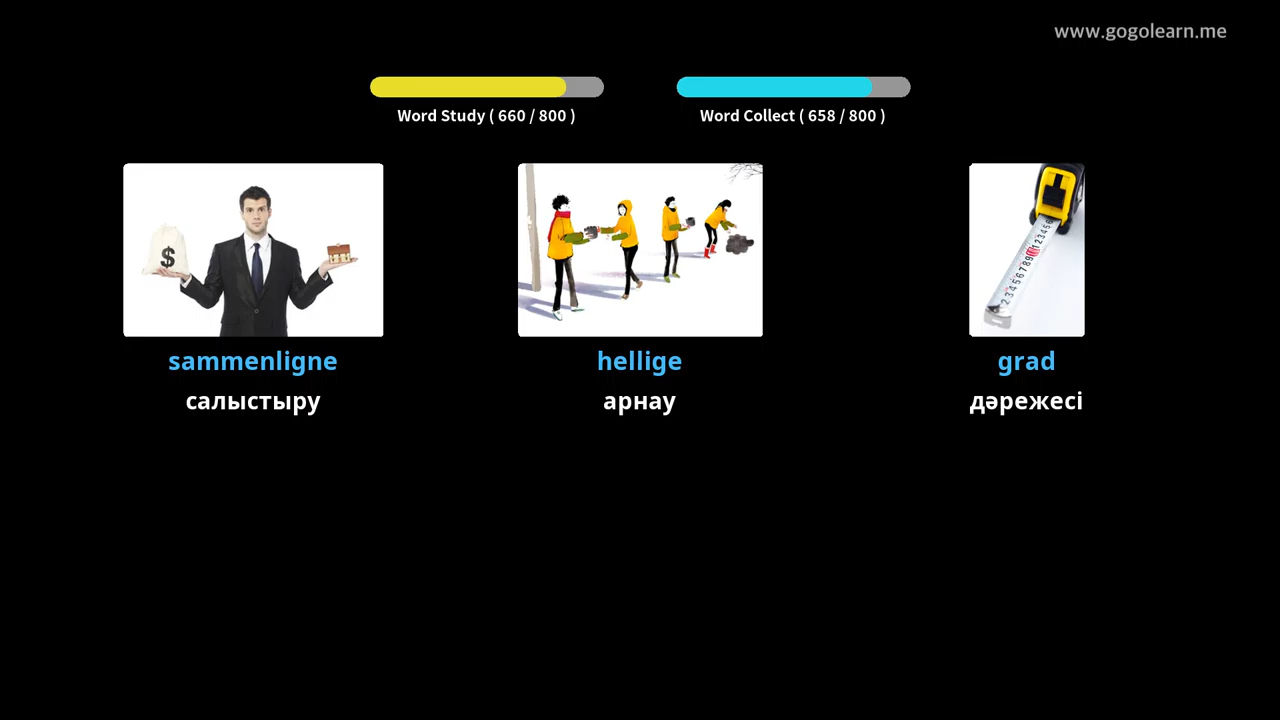 www.gogolearn.me
Word Study ( 660 / 800 )
Word Collect ( 658 / 800 )
$
sammenligne
hellige
grad
салыстыру
арнау
дәрежесі